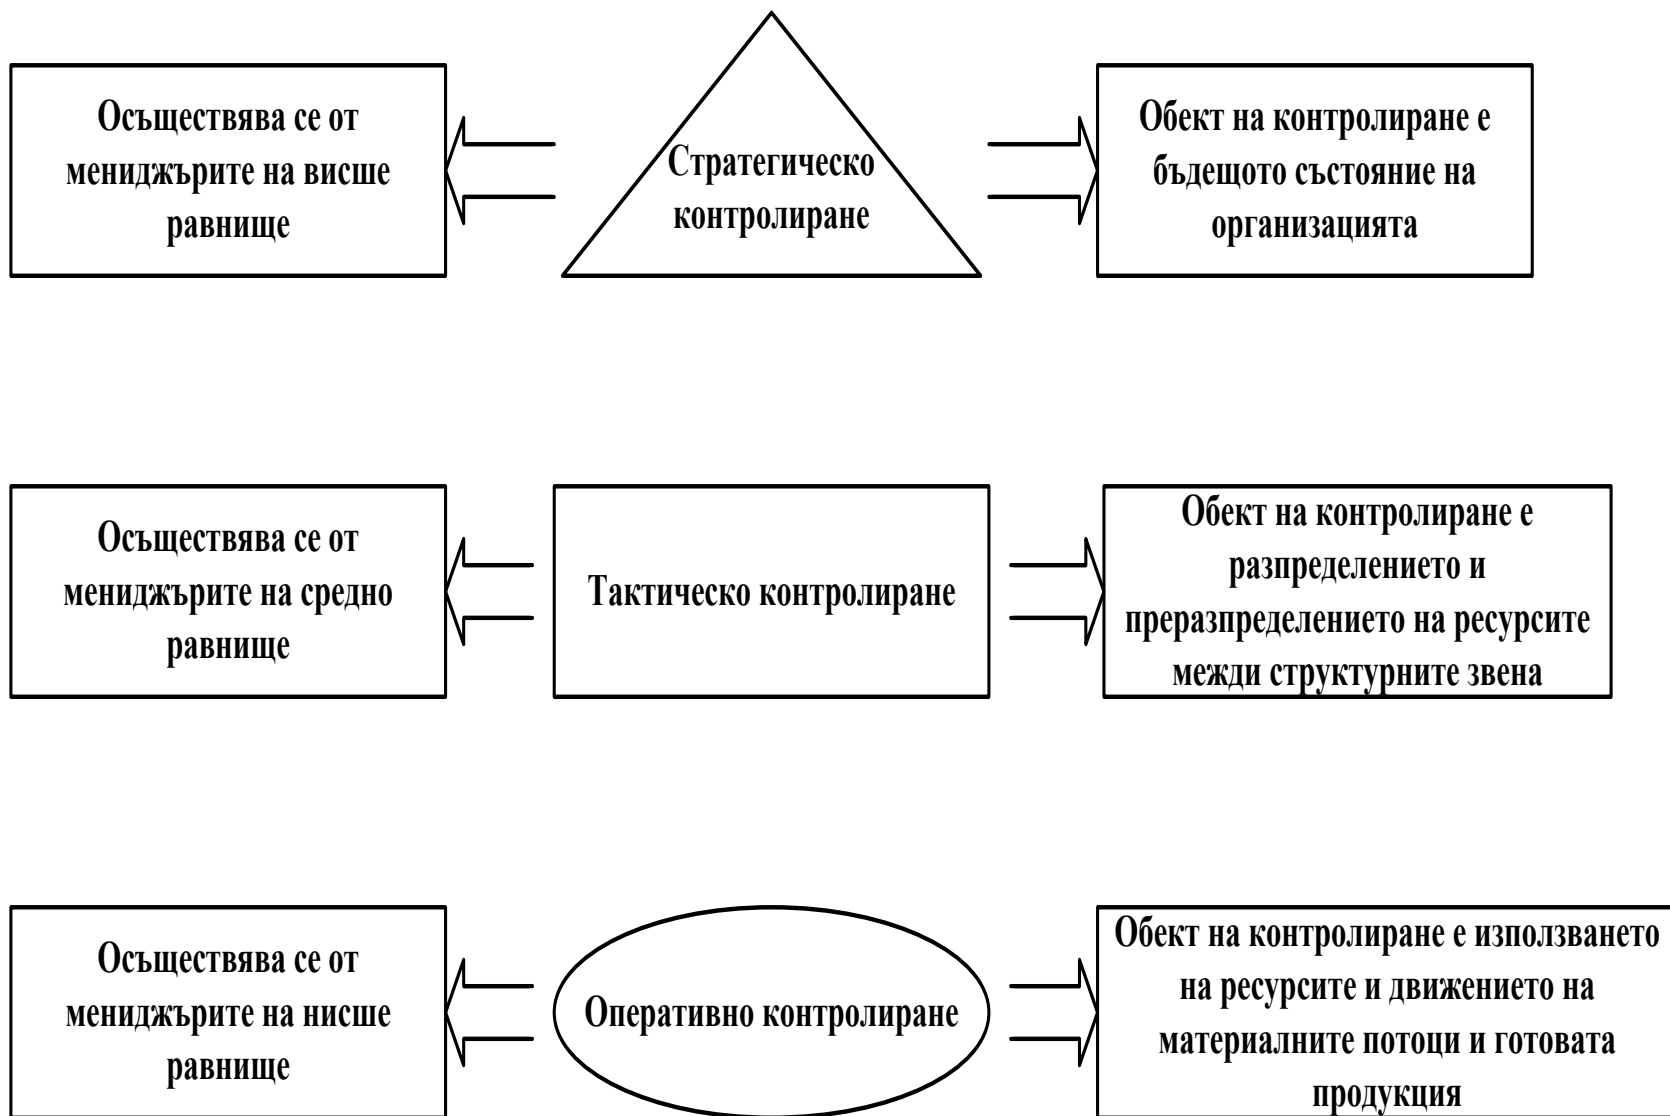 Осъществява се от
мениджърите на висше
равнище
Стратегическо
контролиране
Обект на контролиране е
бъдещото състояние на
организацията
Осъществява се от
мениджърите на средно
равнище
Тактическо контролиране
Обект на контролиране е
разпределението и
преразпределението на ресурсите
межди структурните звена
Осъществява се от
мениджърите на нисше
равнище
Оперативно контролиране
Обект на контролиране е използването
на ресурсите и движението на
материалните потоци и готовата
продукция